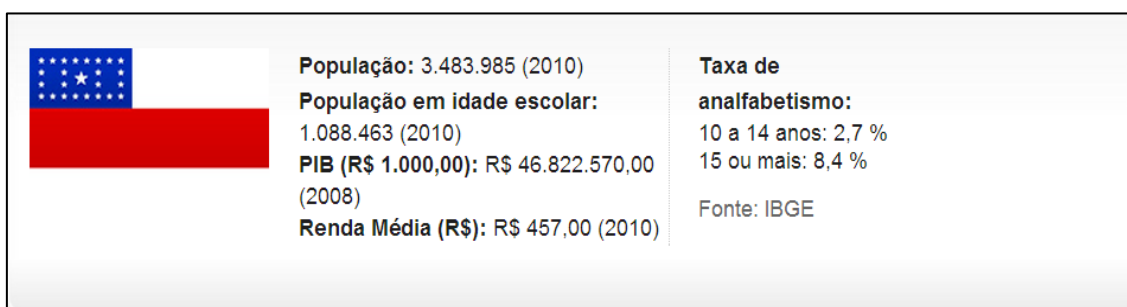 População: 3.483.985 (2010)
População em idade escolar:
1.088.463 (2010)
PIB (R$ 1.000,00): R$ 46.822.570,00
(2008)
Renda Média (R$): R$ 457,00 (2010)
Taxa de
analfabetismo:
10 a 14 anos: 2,7 %
15 ou mais: 8,4 %
Fonte: IBGE